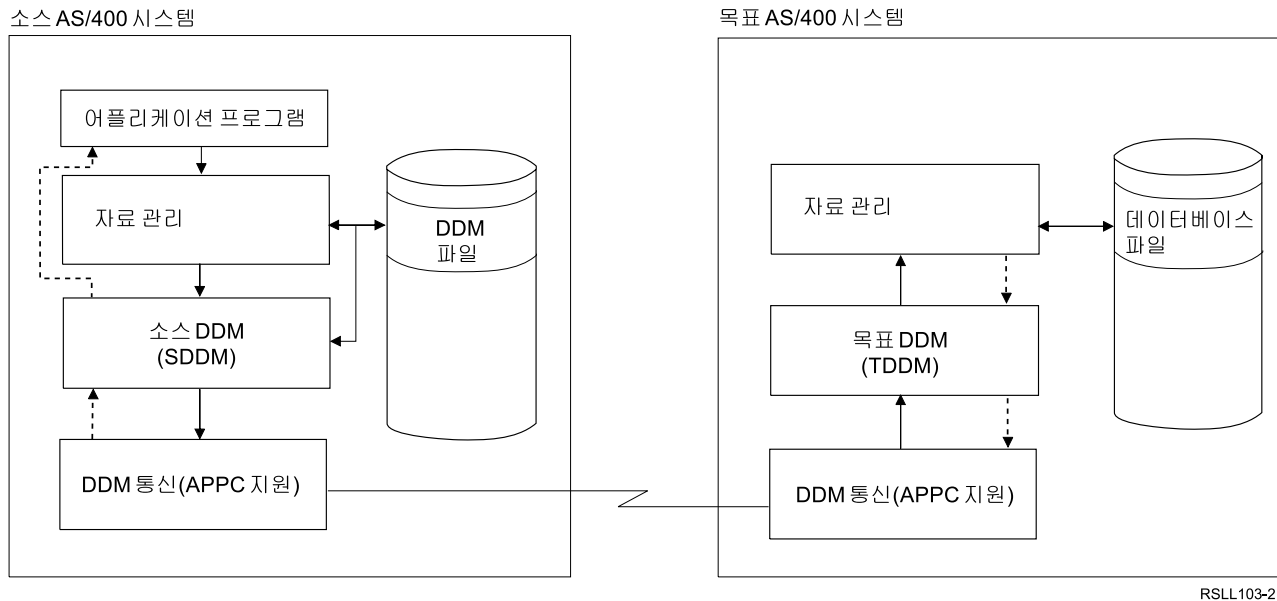 소스 AS/400 시스템
어플리케이션 프로그램
자료 관리
DDM
파일
소스 DDM
(SDDM)
DDM 통신(APPC 지원)
목표 AS/400 시스템
자료 관리
데이터베이스
파일
목표 DDM
(TDDM)
DDM 통신(APPC 지원)
RSLL103-2